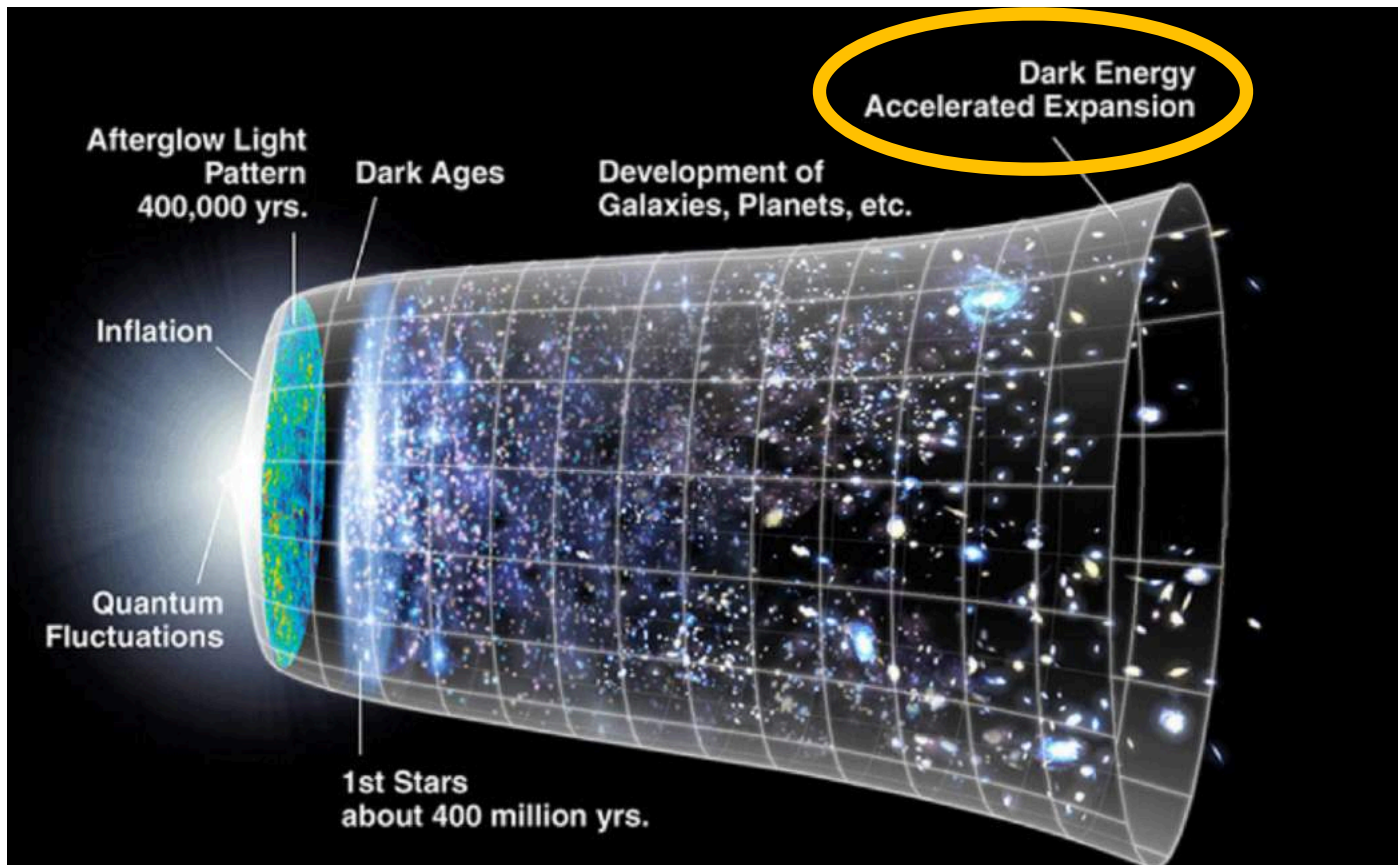 Dark Energy
Accelerated Expansion
Afterglow Light
Pattern
400,000 yrs.
Dark Ages
Development of
Galaxies, Planets, etc.
Inflation
Quantum
Fluctuations
1st Stars
about 400 million yrs.